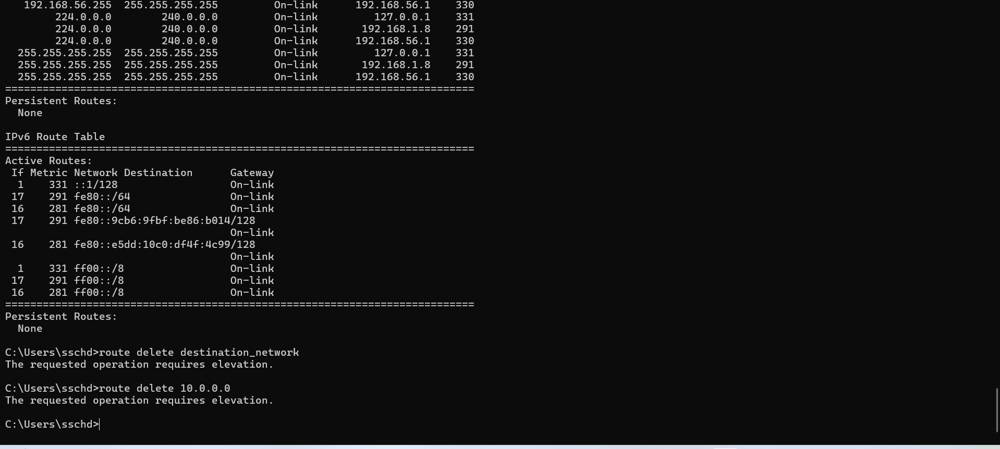 192.168.56.255  255.255.255.255         On-link      192.168.56.1    330
224.0.0.0        240.0.0.0         On-link         127.0.0.1    331
224.0.0.0        240.0.0.0         On-link       192.168.1.8    291
224.0.0.0        240.0.0.0         On-link      192.168.56.1    330
255.255.255.255  255.255.255.255         On-link         127.0.0.1    331
255.255.255.255  255.255.255.255         On-link       192.168.1.8    291
255.255.255.255  255.255.255.255         On-link      192.168.56.1    330
===========================================================================
Persistent Routes:
  None
IPv6 Route Table
===========================================================================
Active Routes:
 If Metric Network Destination      Gateway
  1    331 ::1/128                  On-link
 17    291 fe80::/64                On-link
 16    281 fe80::/64                On-link
 17    291 fe80::9cb6:9fbf:be86:b014/128
                                    On-link
 16    281 fe80::e5dd:10c0:df4f:4c99/128
                                    On-link
  1    331 ff00::/8                 On-link
 17    291 ff00::/8                 On-link
 16    281 ff00::/8                 On-link
===========================================================================
Persistent Routes:
  None
C:\Users\sschd>route delete destination_network
The requested operation requires elevation.
C:\Users\sschd>route delete 10.0.0.0
The requested operation requires elevation.
C:\Users\sschd>